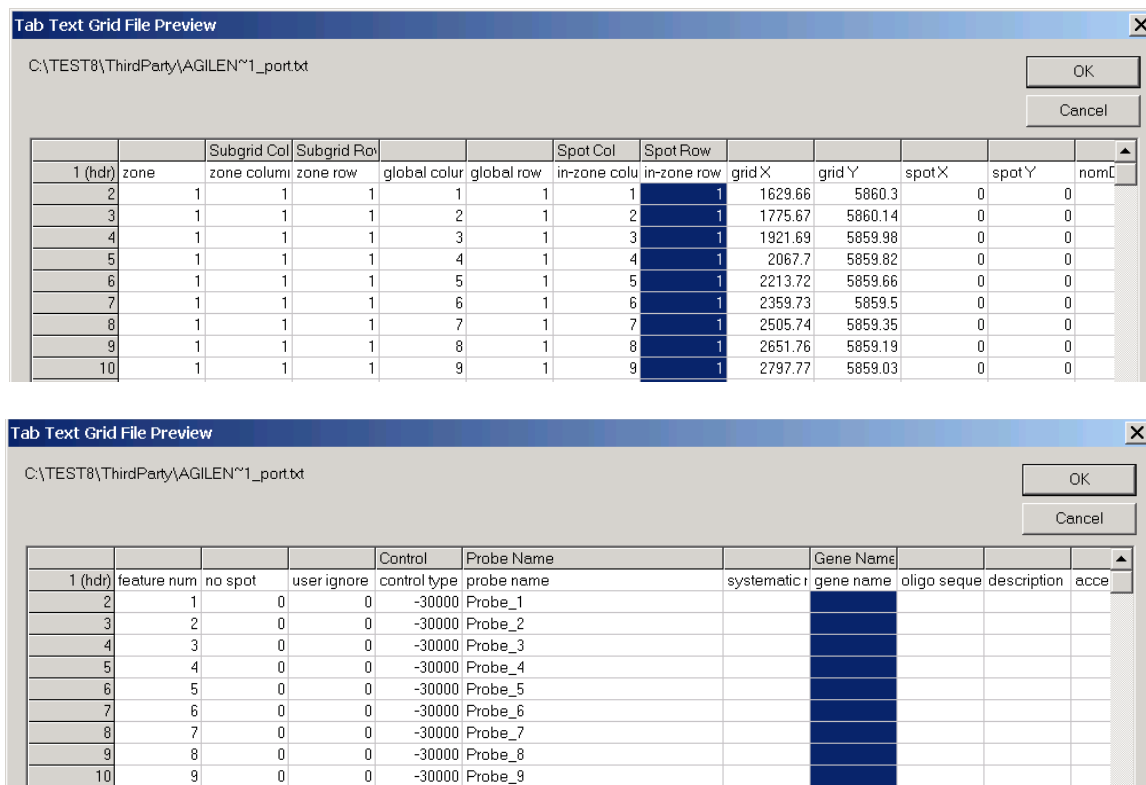 Tab Text Grid File Preview
C:\TEST8\ThirdParty\AGILEN~1_port.txt
OK
Cancel
Subgrid Col Subgrid Rov Spot Col Spot Row
1 (hdr) zone zone colum zone row global colur global row in-zone colu in-zone row grid X grid Y spot X spot Y nom
2 1 1 1 1 1 1 1 1629.66 5860.3 0 0
3 1 1 1 2 1 2 1 1775.67 5860.14 0 0
4 1 1 1 3 1 3 1 1921.69 5859.98 0 0
5 1 1 1 4 1 4 1 2067.7 5859.82 0 0
6 1 1 1 5 1 5 1 2213.72 5859.66 0 0
7 1 1 1 6 1 6 1 2359.73 5859.5 0 0
8 1 1 1 7 1 7 1 2505.74 5859.35 0 0
9 1 1 1 8 1 8 1 2651.76 5859.19 0 0
10 1 1 1 9 1 9 1 2797.77 5859.03 0 0
Tab Text Grid File Preview
C:\TEST8\ThirdParty\AGILEN~1_port.txt
OK
Cancel
Control Probe Name Gene Name
1 (hdr) feature num no spot user ignore control type probe name systematic r gene name oligo seque description acce
2 1 0 0 -30000 Probe_1
3 2 0 0 -30000 Probe_2
4 3 0 0 -30000 Probe_3
5 4 0 0 -30000 Probe_4
6 5 0 0 -30000 Probe_5
7 6 0 0 -30000 Probe_6
8 7 0 0 -30000 Probe_7
9 8 0 0 -30000 Probe_8
10 9 0 0 -30000 Probe_9